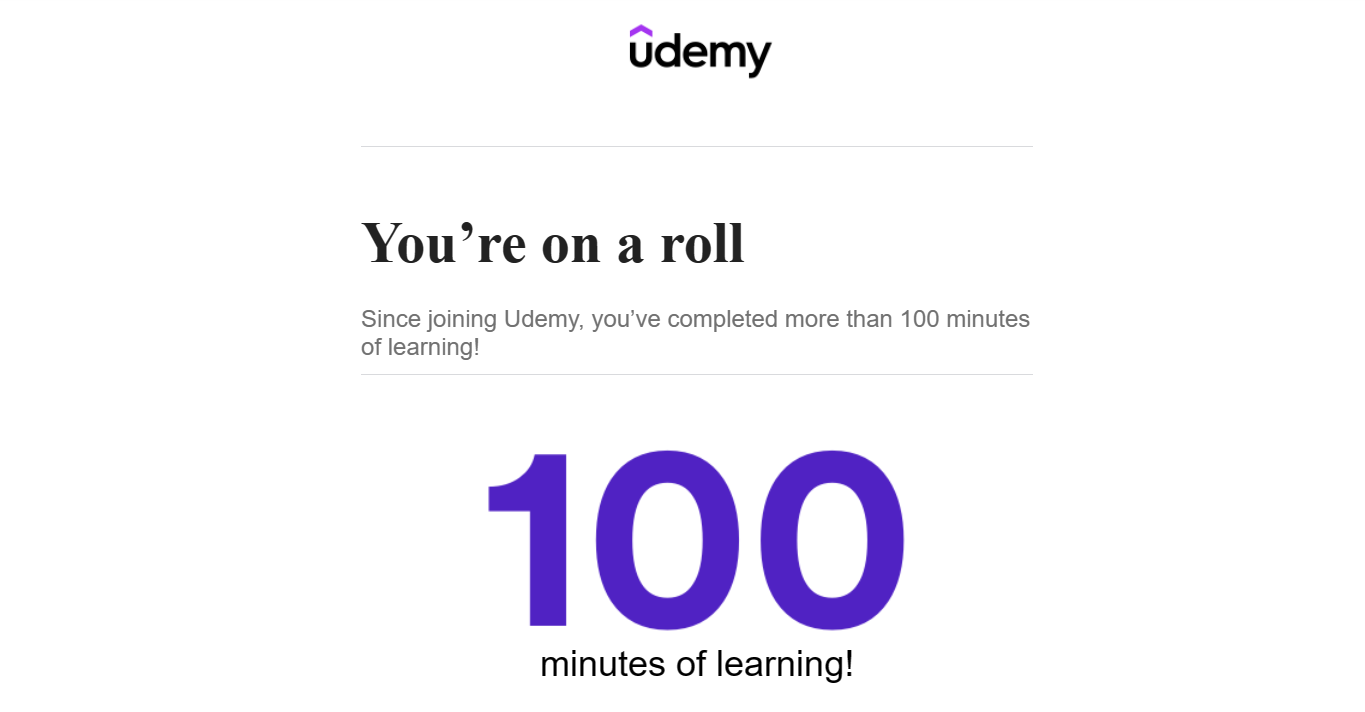 udemy
You’re on a roll
Since joining Udemy, you’ve completed more than 100 minutes
of learning!
100
minutes of learning!